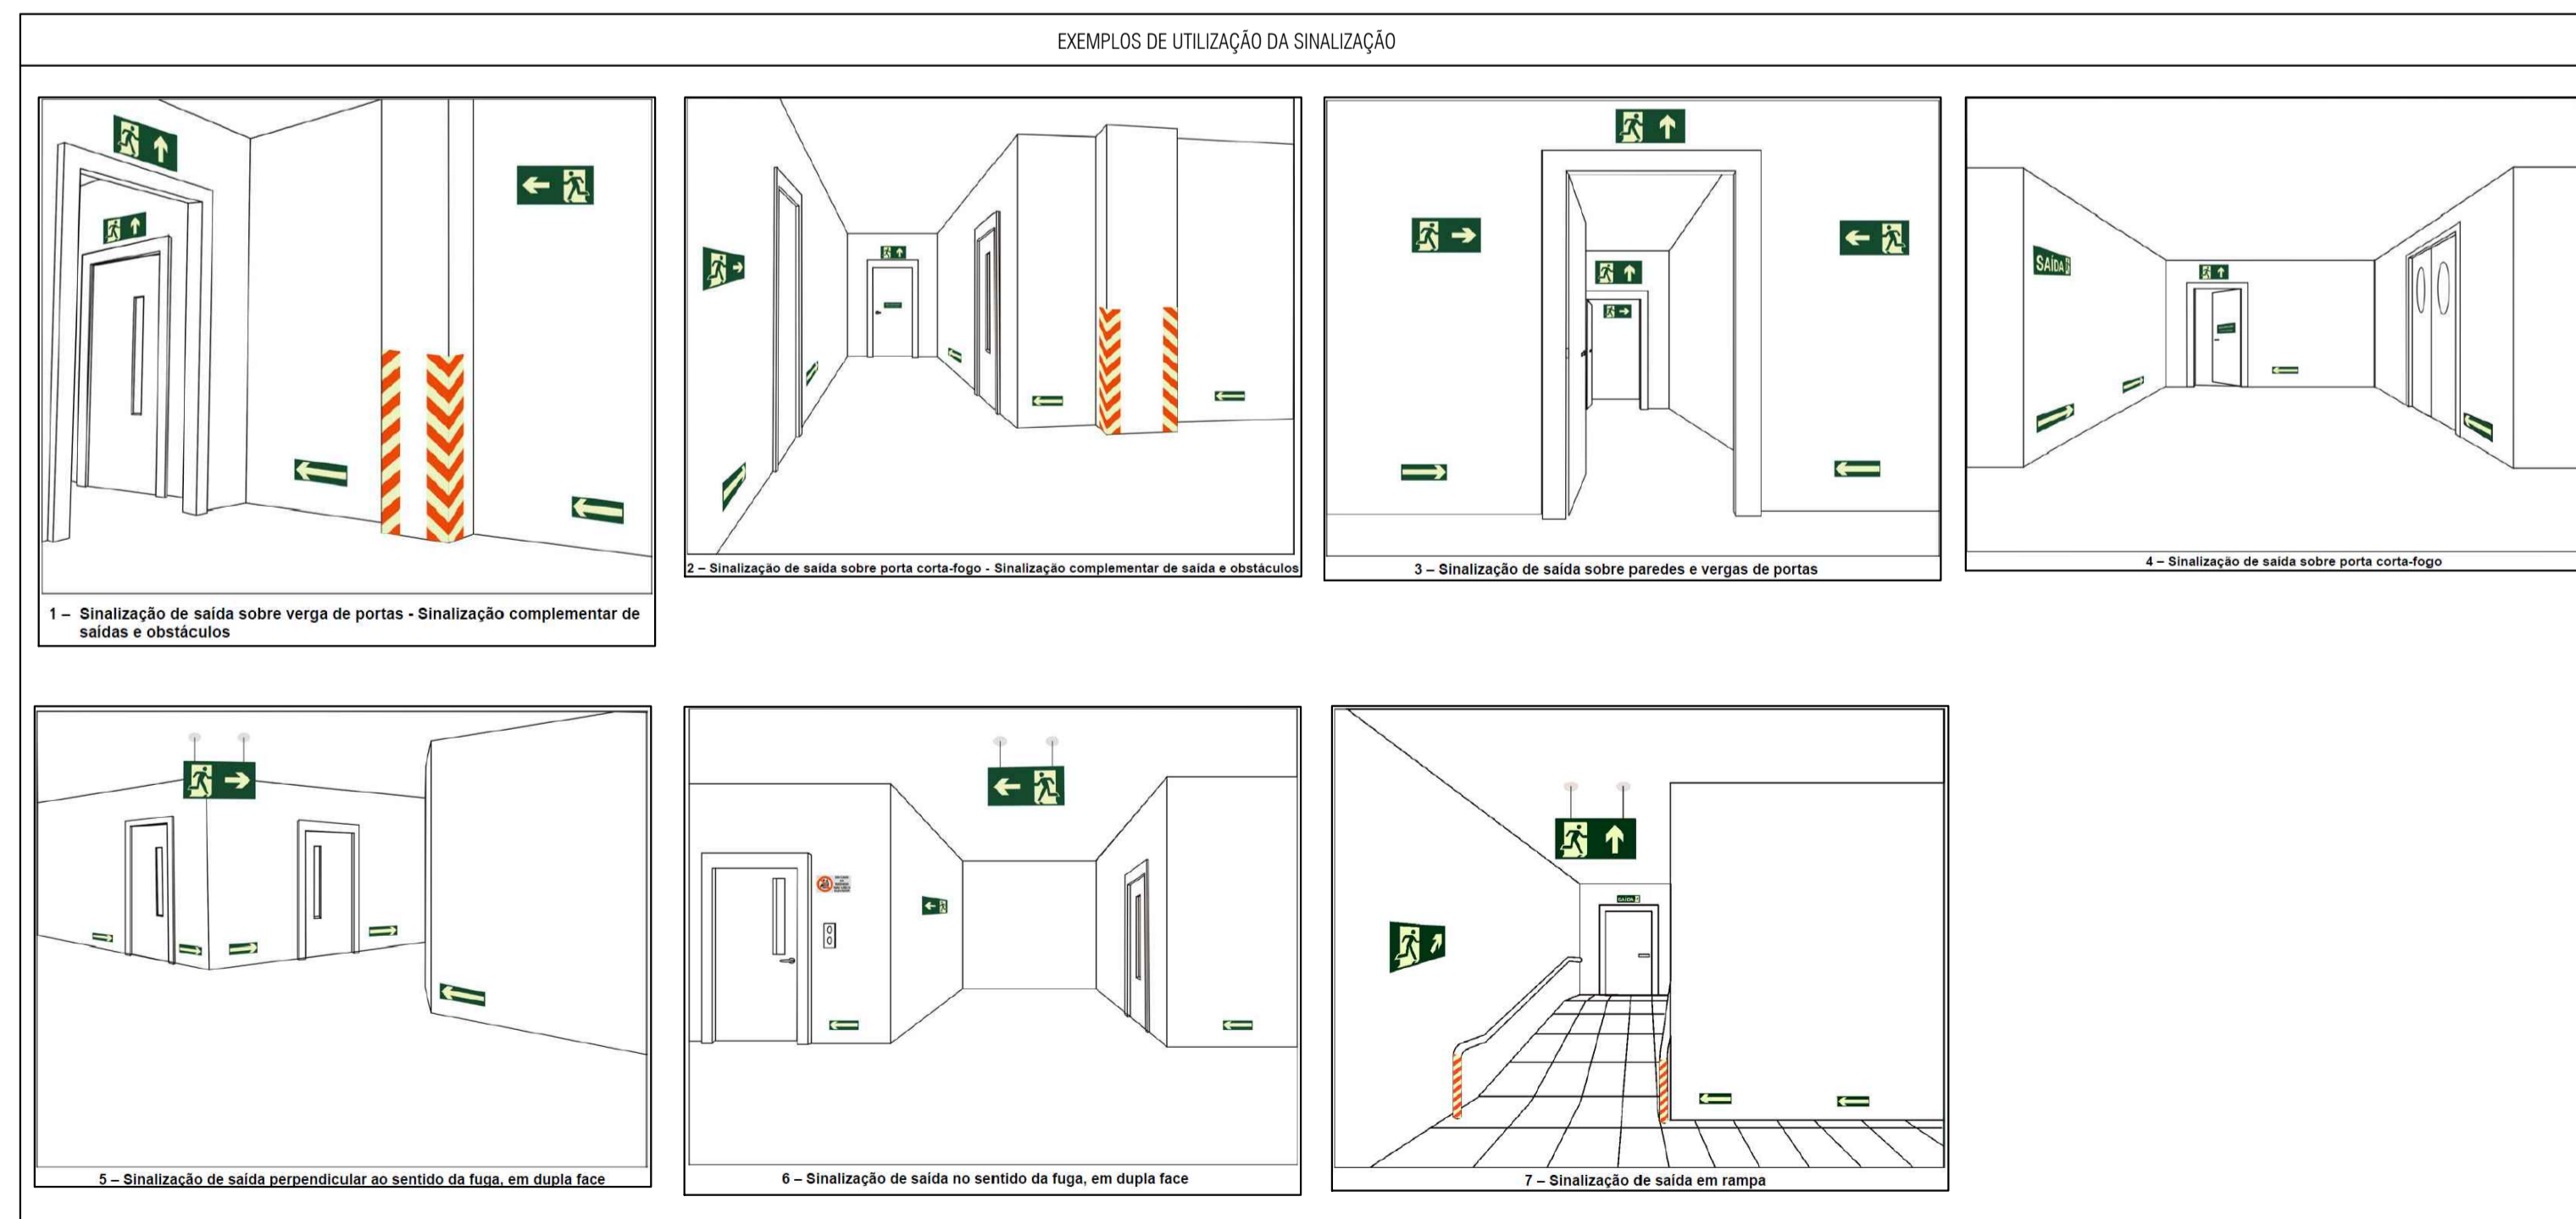 EXEMPLOS DE UTILIZAÇÃO DA SINALIZAÇÃO
SAÍDA
1 – Sinalização de saída sobre verga de portas - Sinalização complementar de
saídas e obstáculos
2 – Sinalização de saída sobre porta corta-fogo - Sinalização complementar de saída e obstáculos
3 – Sinalização de saída sobre paredes e vergas de portas
4 – Sinalização de saída sobre porta corta-fogo
SAÍDA
5 – Sinalização de saída perpendicular ao sentido da fuga, em dupla face
6 – Sinalização de saída no sentido da fuga, em dupla face
7 – Sinalização de saída em rampa